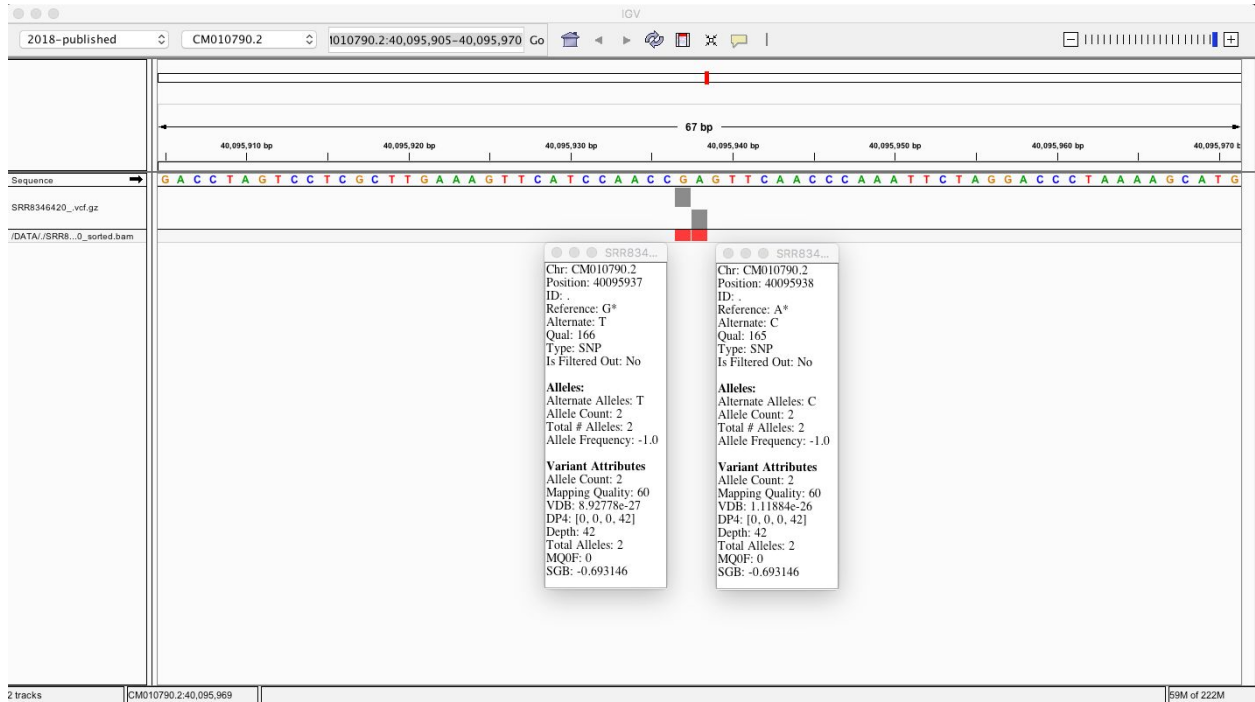 IGV
2018-published CM010790.2 1010790.2:40,095,905-40,095,970 Go
67 bp
40,095,910 bp 40,095,920 bp 40,095,930 bp 40,095,940 bp 40,095,950 bp 40,095,960 bp 40,095,970 b
Sequence G A C C T A G T C C T C G C T T G A A A G T T C A T C C A A C C G A G T T C A A C C C A A A T T C T A G G A C C C T A A A A G C A T G
SRR8346420_.vcf.gz
/DATA/./SRR8...0_sorted.bam
SRR834...
Chr: CM010790.2
Position: 40095937
ID: .
Reference: G*
Alternate: T
Qual: 166
Type: SNP
Is Filtered Out: No
Alleles:
Alternate Alleles: T
Allele Count: 2
Total # Alleles: 2
Allele Frequency: -1.0
Variant Attributes
Allele Count: 2
Mapping Quality: 60
VDB: 8.92778e-27
DP4: [0, 0, 0, 42]
Depth: 42
Total Alleles: 2
MQ0F: 0
SGB: -0.693146
SRR834...
Chr: CM010790.2
Position: 40095938
ID: .
Reference: A*
Alternate: C
Qual: 165
Type: SNP
Is Filtered Out: No
Alleles:
Alternate Alleles: C
Allele Count: 2
Total # Alleles: 2
Allele Frequency: -1.0
Variant Attributes
Allele Count: 2
Mapping Quality: 60
VDB: 1.11884e-26
DP4: [0, 0, 0, 42]
Depth: 42
Total Alleles: 2
MQ0F: 0
SGB: -0.693146
2 tracks CM010790.2:40,095,969 59M of 222M